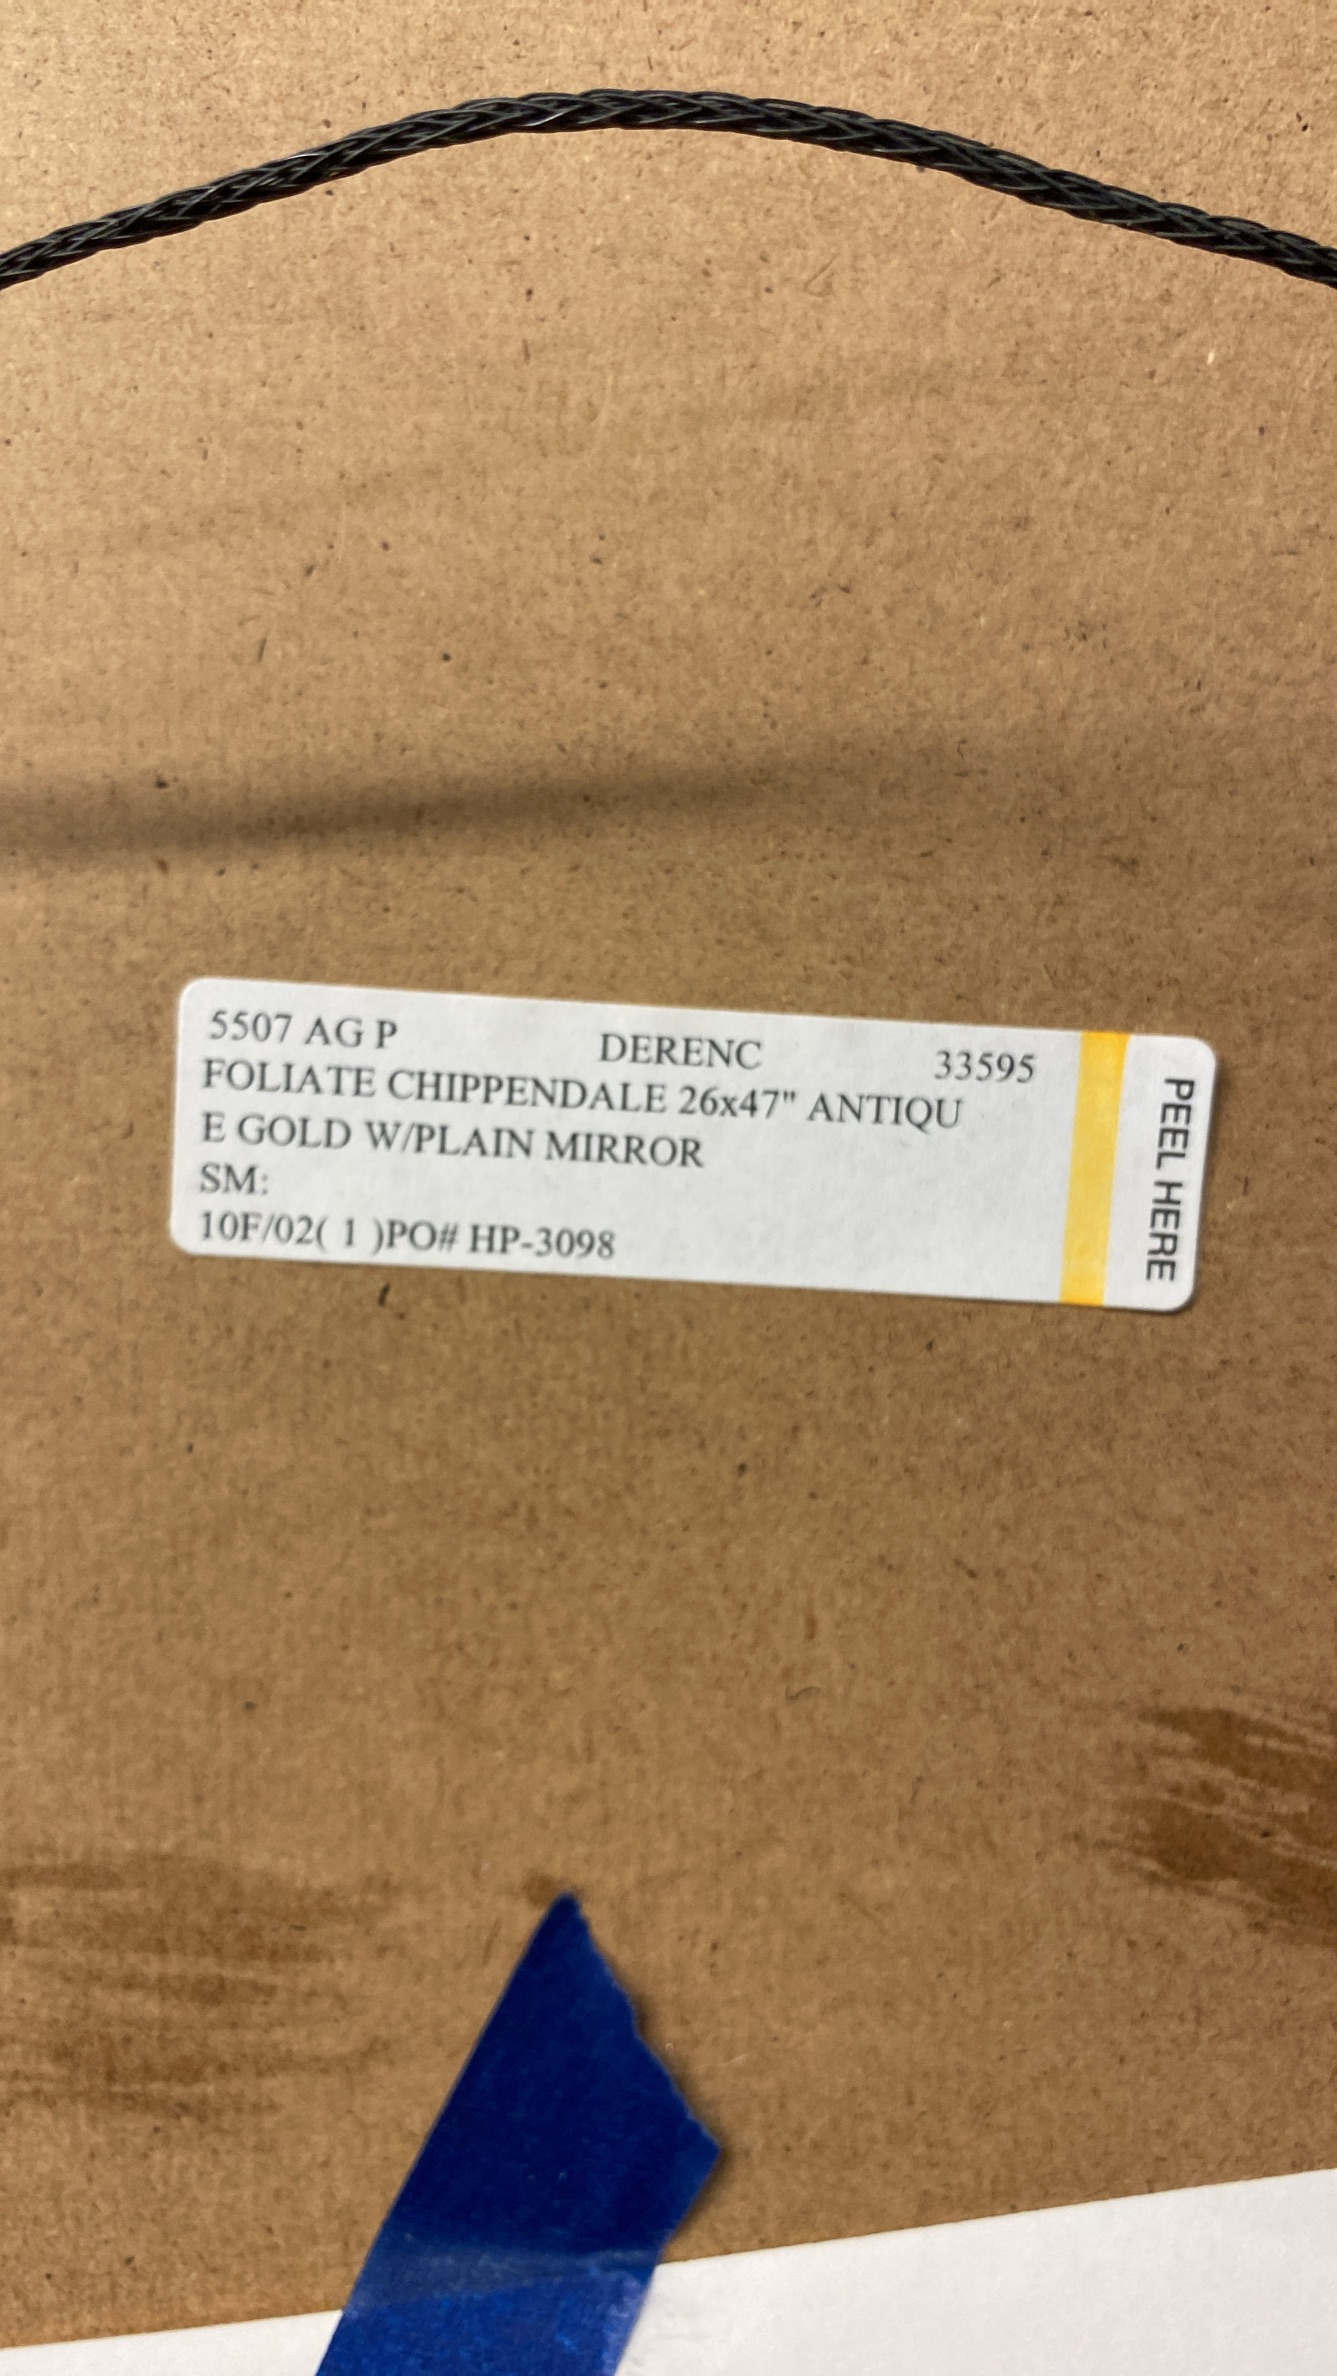 5507 AG P DERENC 33595
FOLIATE CHIPPENDALE 26x47" ANTIQU
E GOLD W/PLAIN MIRROR
SM:
10F/02( 1 )PO# HP-3098
PEEL HERE